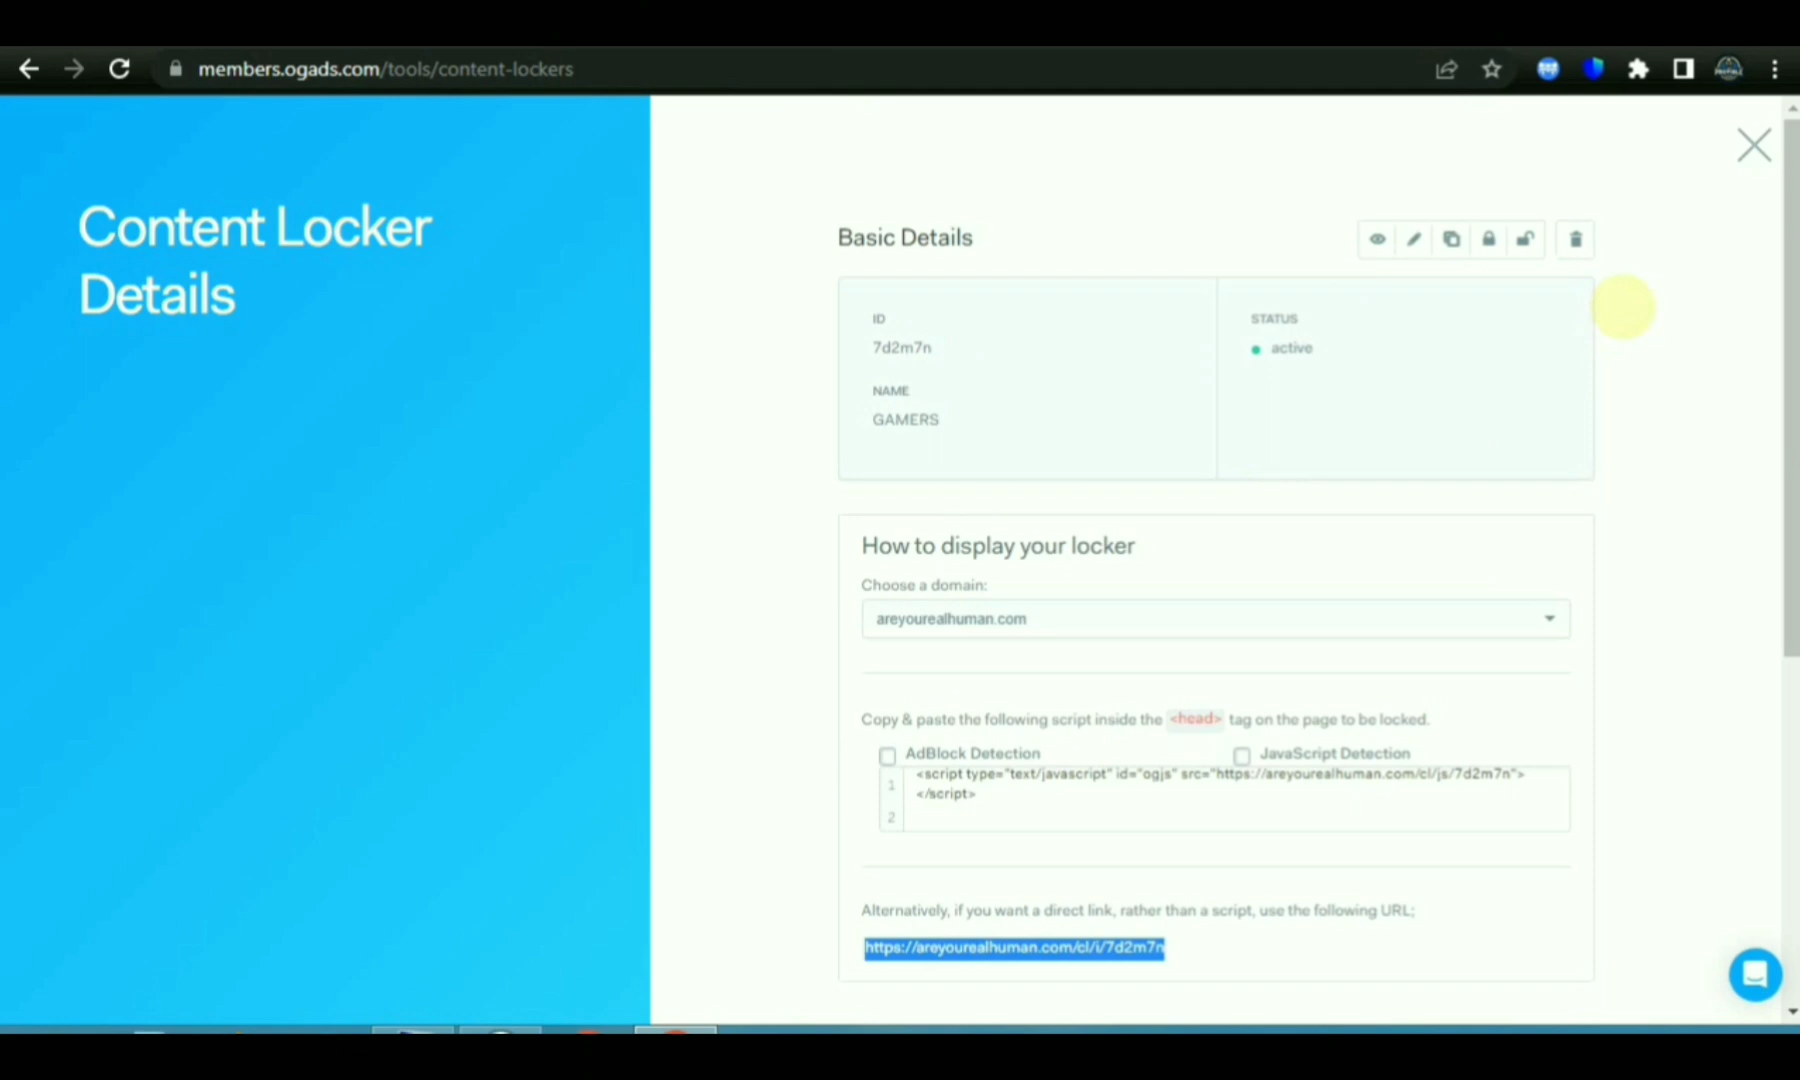 members.ogads.com/tools/content-lockers
Content Locker
Details
Basic Details
ID
7d2m7n
NAME
GAMERS
STATUS
active
How to display your locker
Choose a domain:
areyourealhuman.com
Copy & paste the following script inside the <head> tag on the page to be locked.
AdBlock Detection
JavaScript Detection
1
<script type="text/javascript" id="ogjs" src="https://areyourealhuman.com/cl/js/7d2m7n">
</script>
2
Alternatively, if you want a direct link, rather than a script, use the following URL;
https://areyourealhuman.com/cl/i/7d2m7n